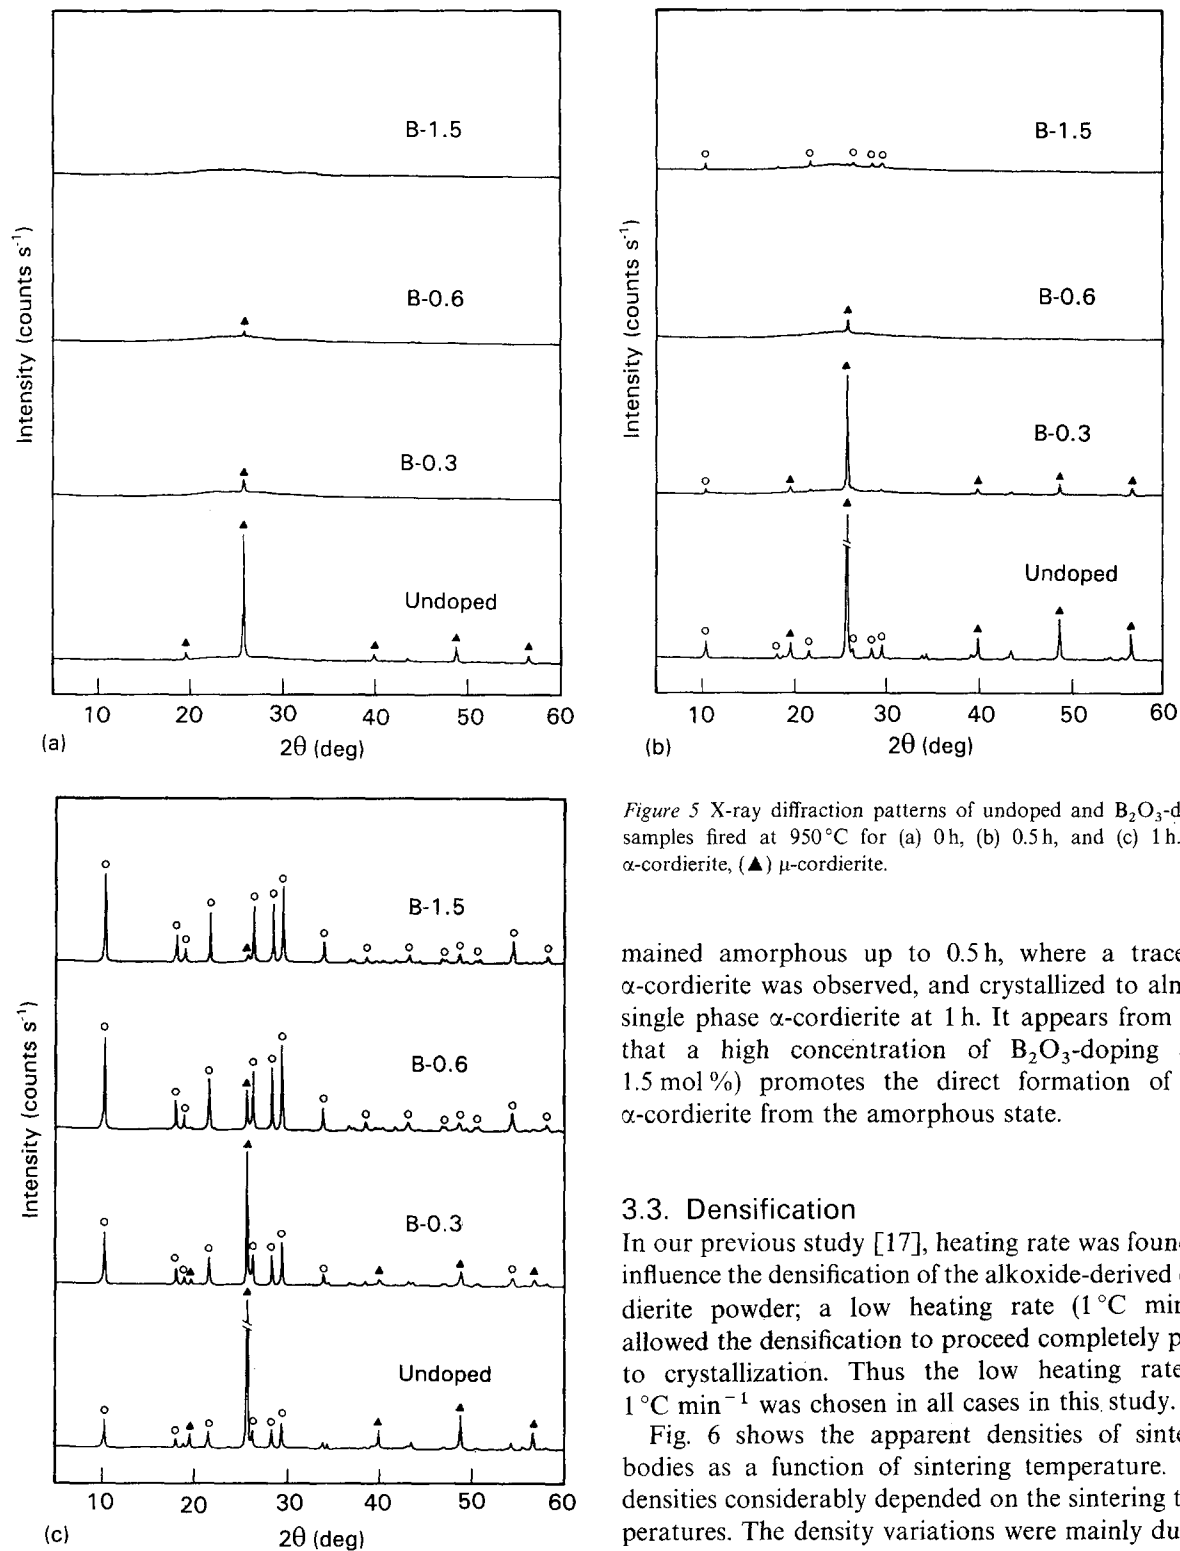 B-1.5
B-0.6
B-0.3
Undoped
Intensity (counts s⁻¹)
10 20 30 40 50 60
(a) 2θ (deg)
B-1.5
B-0.6
B-0.3
Undoped
Intensity (counts s⁻¹)
10 20 30 40 50 60
(b) 2θ (deg)
B-1.5
B-0.6
B-0.3
Undoped
Intensity (counts s⁻¹)
10 20 30 40 50 60
(c) 2θ (deg)
Figure 5 X-ray diffraction patterns of undoped and B₂O₃-d
samples fired at 950 °C for (a) 0 h, (b) 0.5 h, and (c) 1 h.
α-cordierite, (▲) μ-cordierite.
mained amorphous up to 0.5 h, where a trace
α-cordierite was observed, and crystallized to alm
single phase α-cordierite at 1 h. It appears from
that a high concentration of B₂O₃-doping
1.5 mol %) promotes the direct formation of
α-cordierite from the amorphous state.
3.3. Densification
In our previous study [17], heating rate was found
influence the densification of the alkoxide-derived
dierite powder; a low heating rate (1 °C min
allowed the densification to proceed completely p
to crystallization. Thus the low heating rate
1 °C min⁻¹ was chosen in all cases in this study.
Fig. 6 shows the apparent densities of sinte
bodies as a function of sintering temperature.
densities considerably depended on the sintering t
peratures. The density variations were mainly du